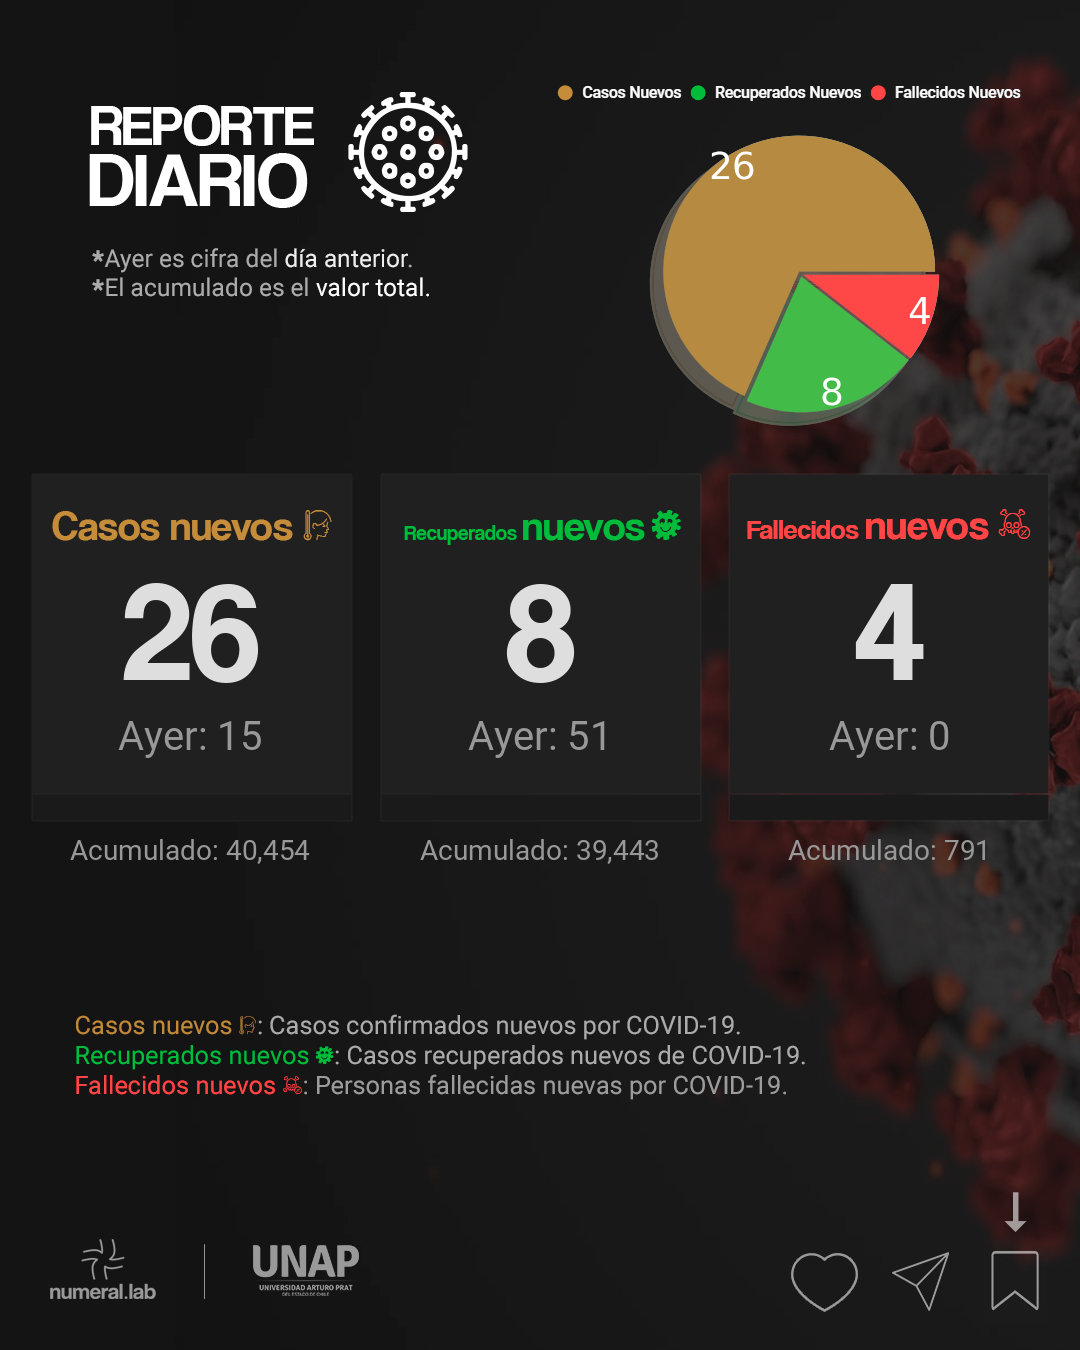 REPORTE
DIARIO
*Ayer es cifra del día anterior.
*El acumulado es el valor total.
Casos Nuevos Recuperados Nuevos Fallecidos Nuevos
26
4
8
Casos nuevos
26
Ayer: 15
Acumulado: 40,454
Recuperados nuevos
8
Ayer: 51
Acumulado: 39,443
Fallecidos nuevos
4
Ayer: 0
Acumulado: 791
Casos nuevos : Casos confirmados nuevos por COVID-19.
Recuperados nuevos : Casos recuperados nuevos de COVID-19.
Fallecidos nuevos : Personas fallecidas nuevas por COVID-19.
numeral.lab
UNAP
UNIVERSIDAD ARTURO PRAT
DEL ESTADO DE CHILE